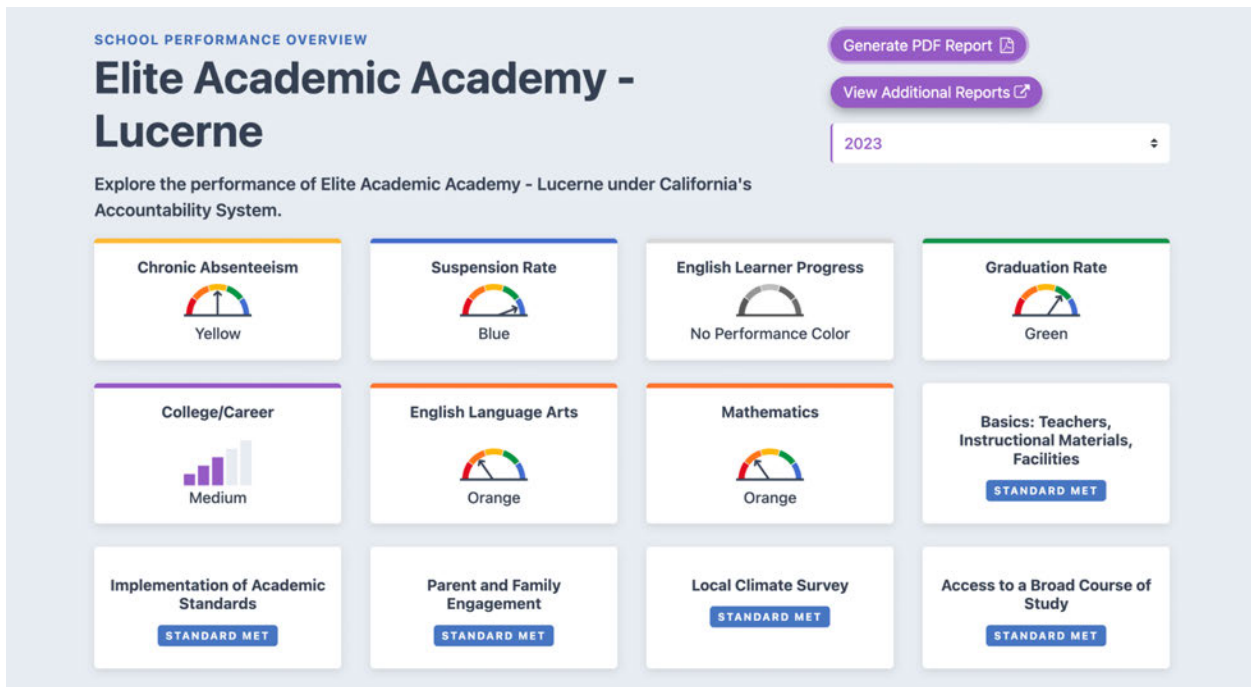 SCHOOL PERFORMANCE OVERVIEW
Elite Academic Academy -
Lucerne
Explore the performance of Elite Academic Academy - Lucerne under California's
Accountability System.
Generate PDF Report
View Additional Reports
2023
Chronic Absenteeism
Yellow
Suspension Rate
Blue
English Learner Progress
No Performance Color
Graduation Rate
Green
College/Career
Medium
English Language Arts
Orange
Mathematics
Orange
Basics: Teachers,
Instructional Materials,
Facilities
STANDARD MET
Implementation of Academic
Standards
STANDARD MET
Parent and Family
Engagement
STANDARD MET
Local Climate Survey
STANDARD MET
Access to a Broad Course of
Study
STANDARD MET